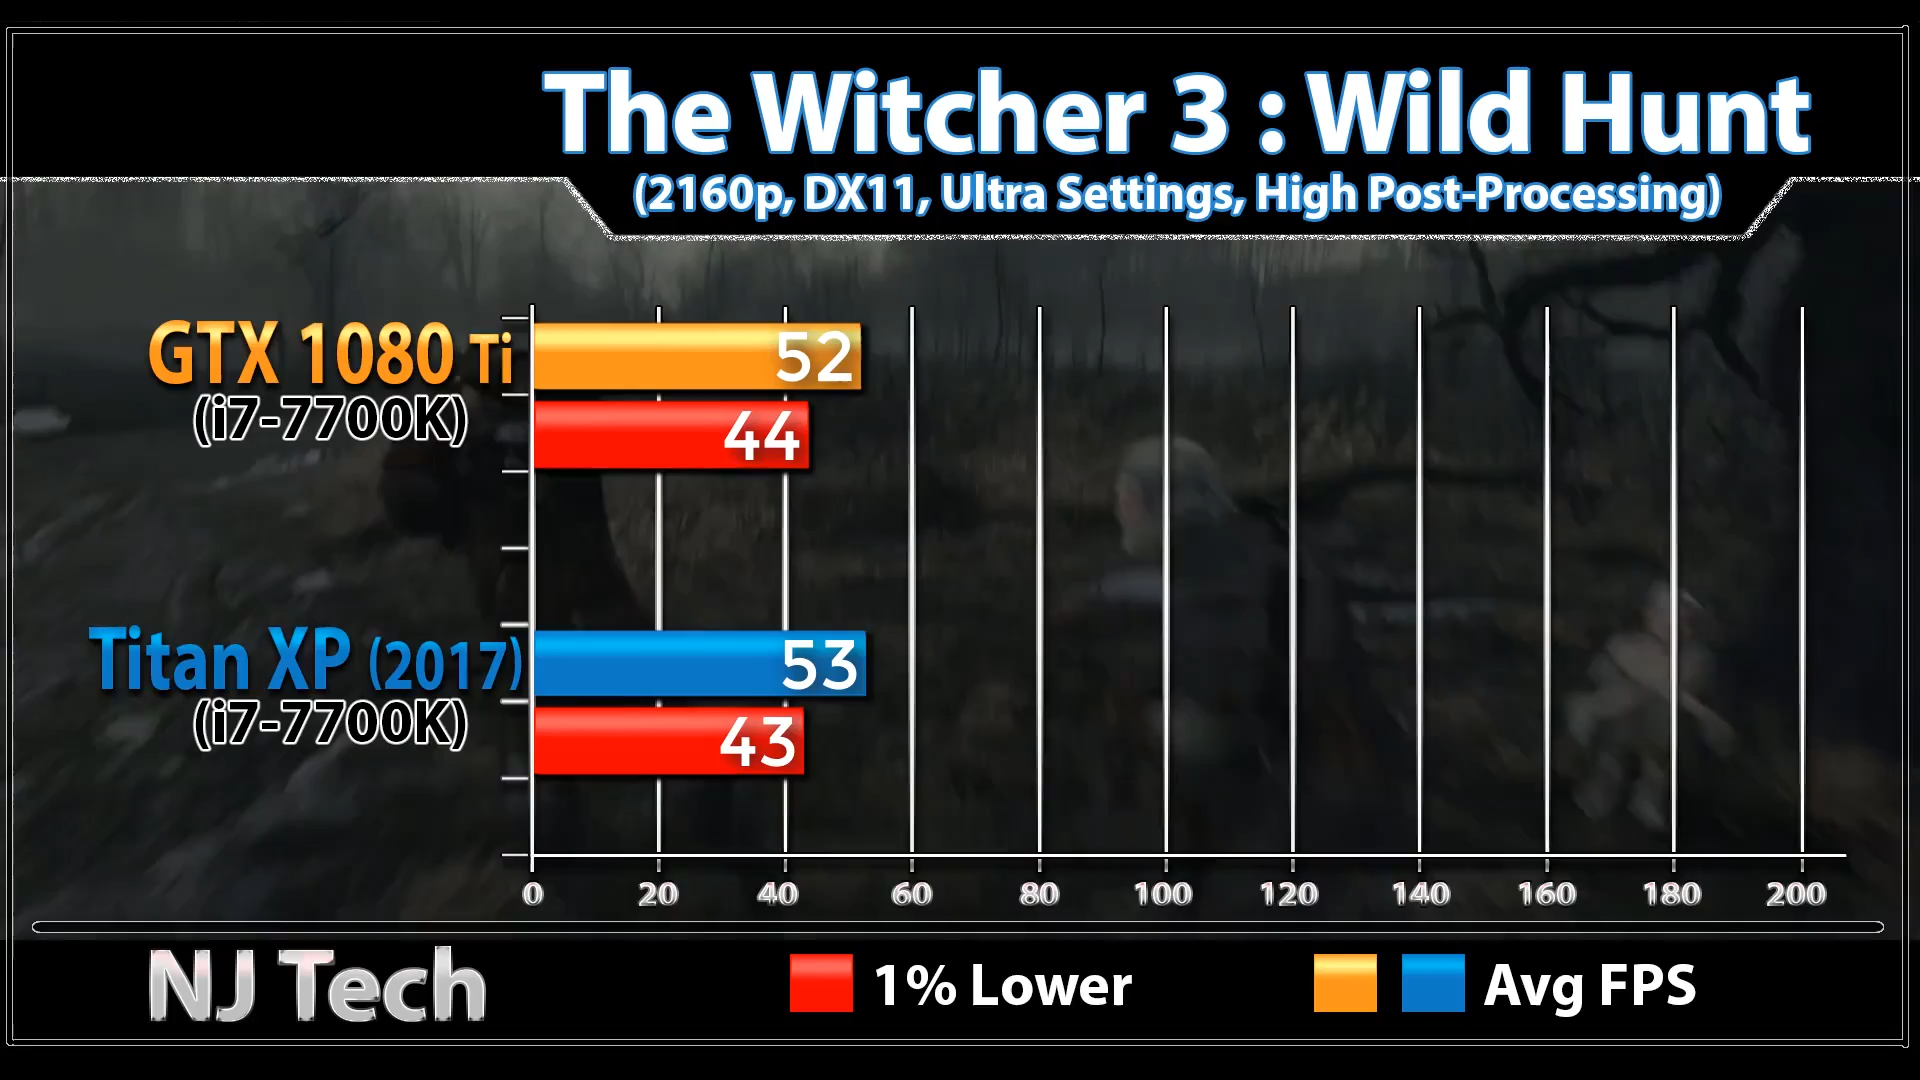 The Witcher 3 : Wild Hunt
(2160p, DX11, Ultra Settings, High Post-Processing)
GTX 1080 Ti
(i7-7700K)
52
44
Titan XP (2017)
(i7-7700K)
53
43
0 20 40 60 80 100 120 140 160 180 200
NJ Tech
1% Lower
Avg FPS